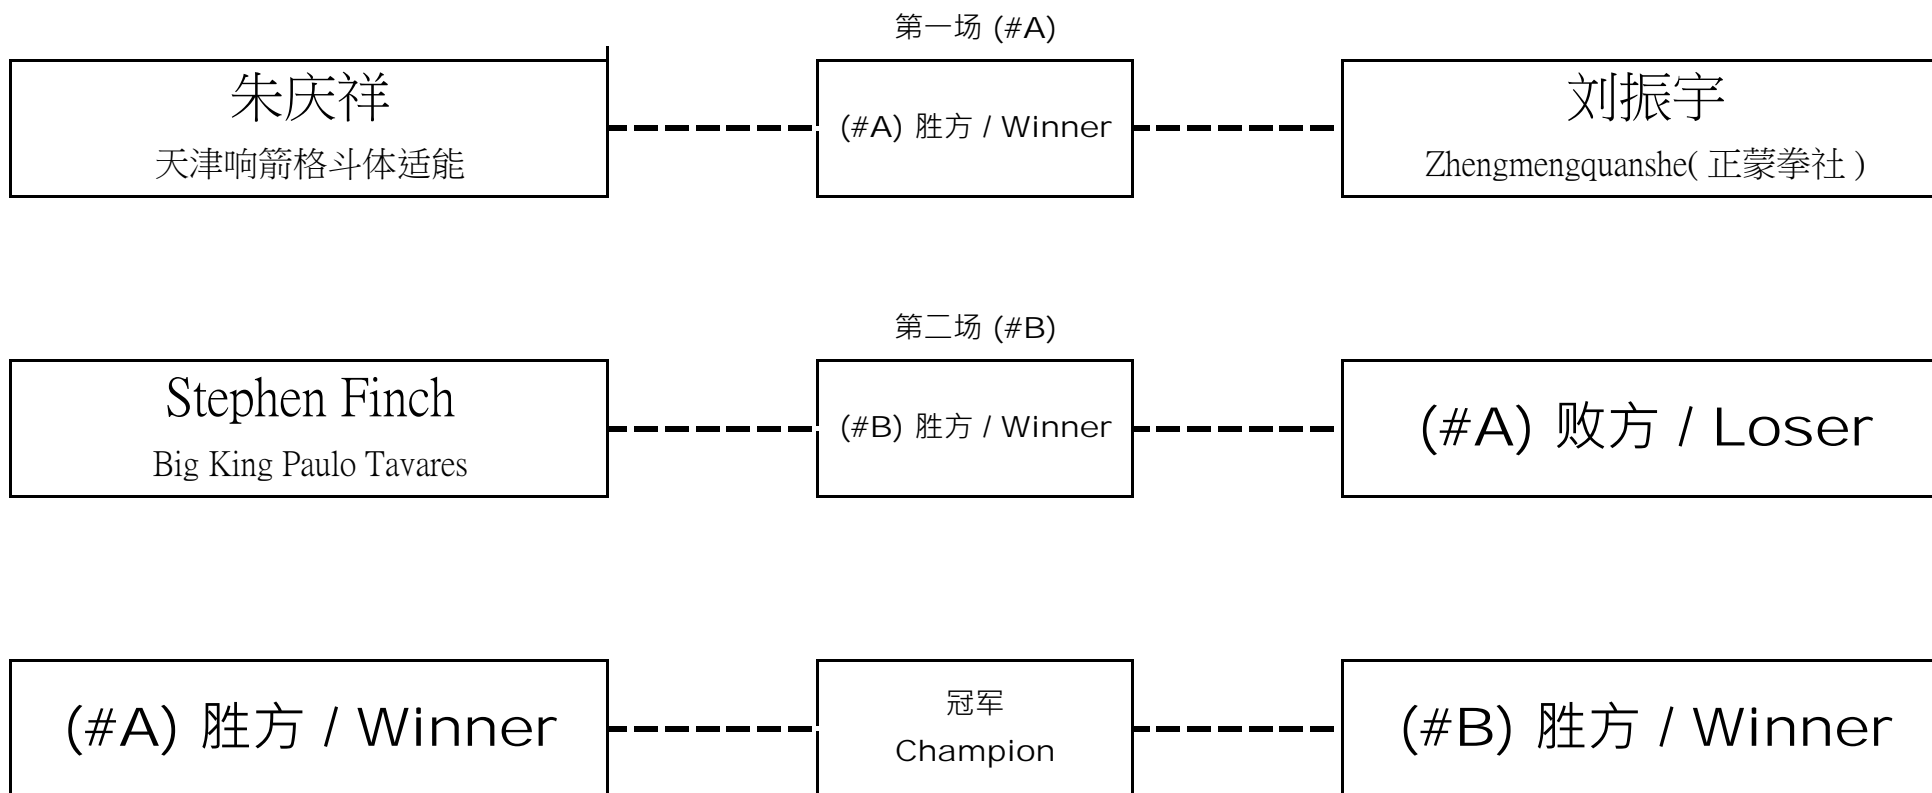 第一场 (#A)
朱庆祥
天津响箭格斗体适能
(#A) 胜方 / Winner
刘振宇
Zhengmengquanshe( 正蒙拳社 )
第二场 (#B)
Stephen Finch
Big King Paulo Tavares
(#B) 胜方 / Winner
(#A) 败方 / Loser
(#A) 胜方 / Winner
冠军
Champion
(#B) 胜方 / Winner